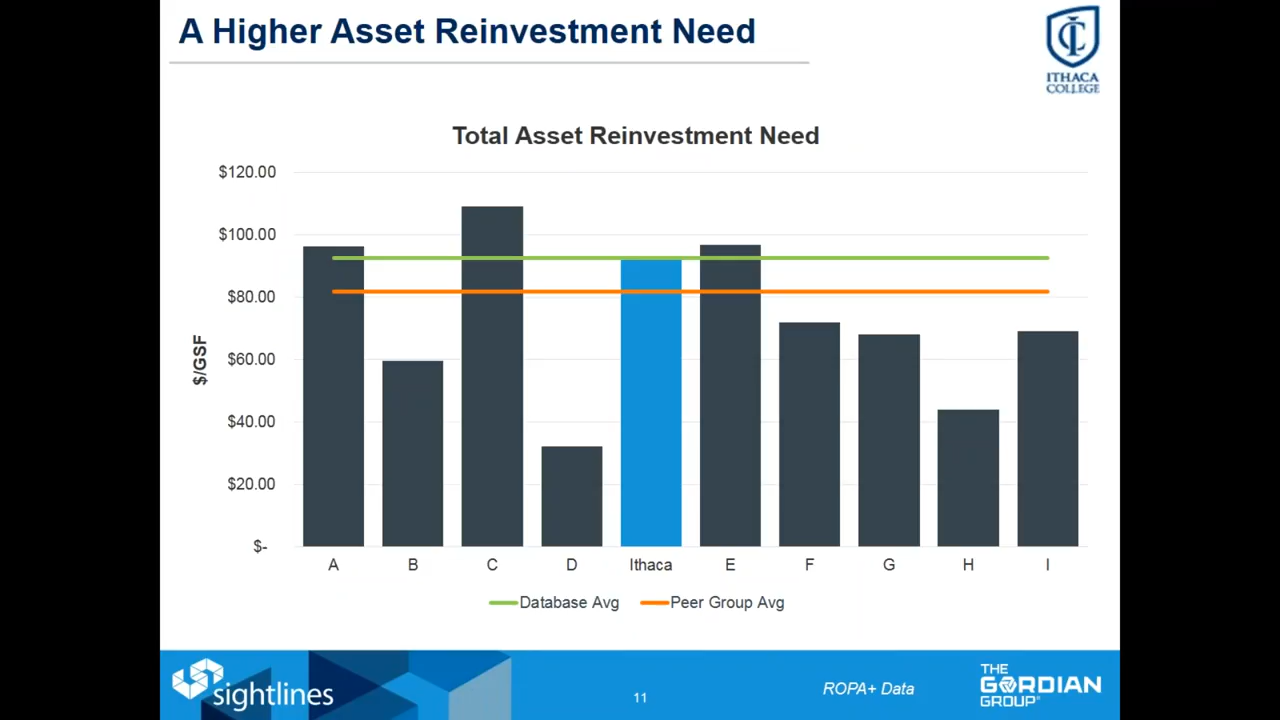 A Higher Asset Reinvestment Need
ITHACA
COLLEGE
Total Asset Reinvestment Need
$120.00
$100.00
$80.00
$60.00
$40.00
$20.00
$-
$/GSF
A B C D Ithaca E F G H I
Database Avg Peer Group Avg
sightlines
11
ROPA+ Data
THE
GORDIAN
GROUP®